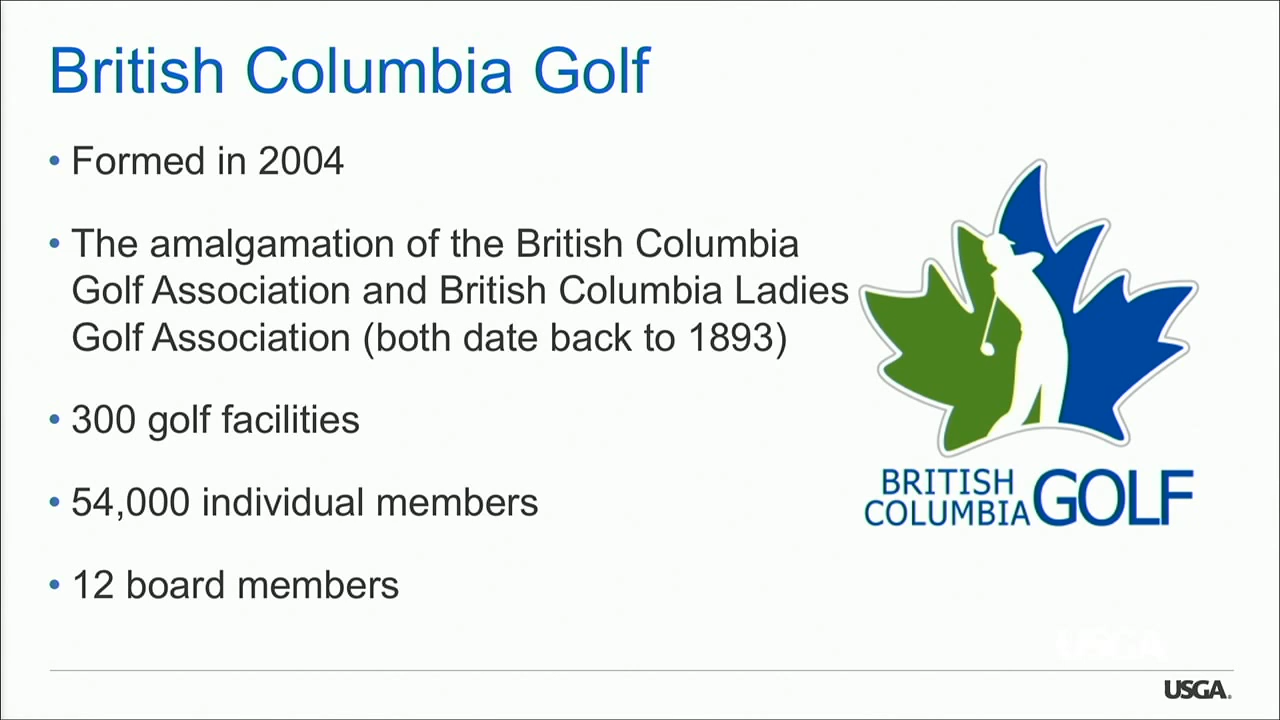 British Columbia Golf
• Formed in 2004
• The amalgamation of the British Columbia
Golf Association and British Columbia Ladies
Golf Association (both date back to 1893)
• 300 golf facilities
• 54,000 individual members
• 12 board members
BRITISH
COLUMBIA GOLF
USGA
USGA.